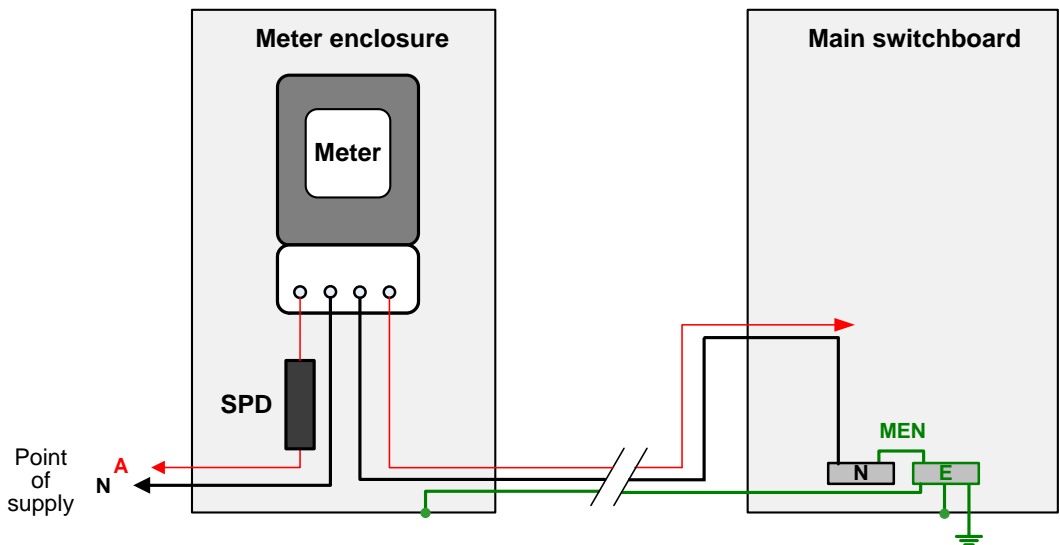 Meter enclosure
Main switchboard
Meter
SPD
MEN
Point
of
supply
A
N
N
E